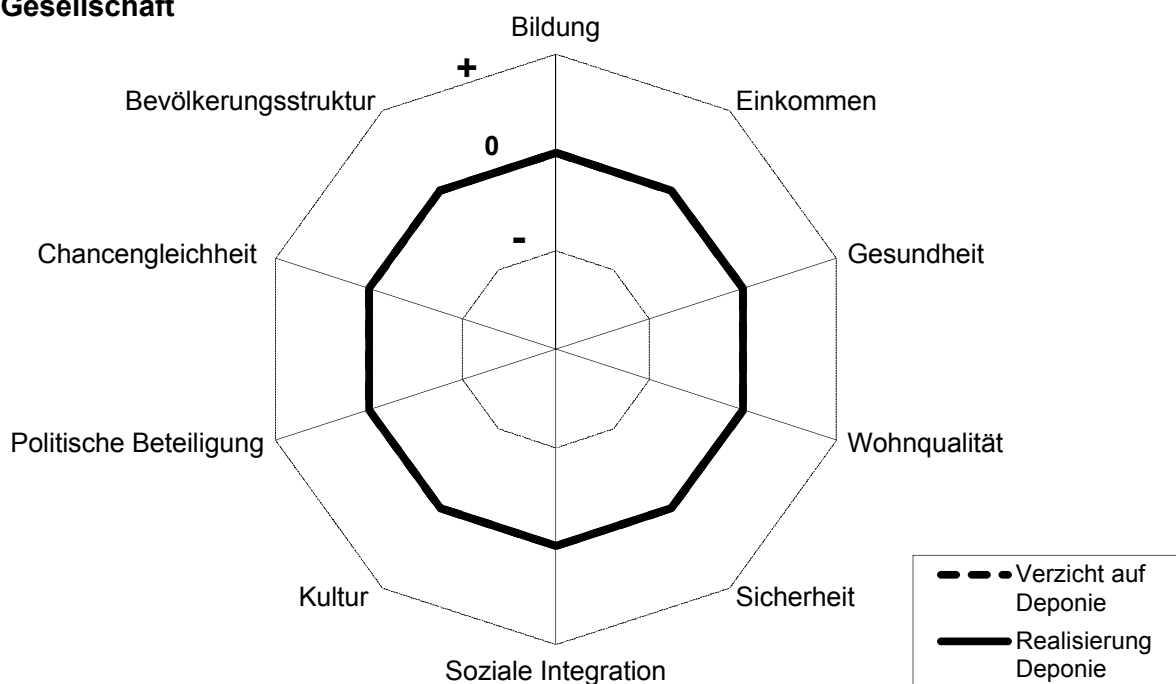 Gesellschaft
Bildung
+
Bevölkerungsstruktur
Einkommen
0
-
Chancengleichheit
Gesundheit
Politische Beteiligung
Wohnqualität
Kultur
Sicherheit
Soziale Integration
Verzicht auf
Deponie
Realisierung
Deponie